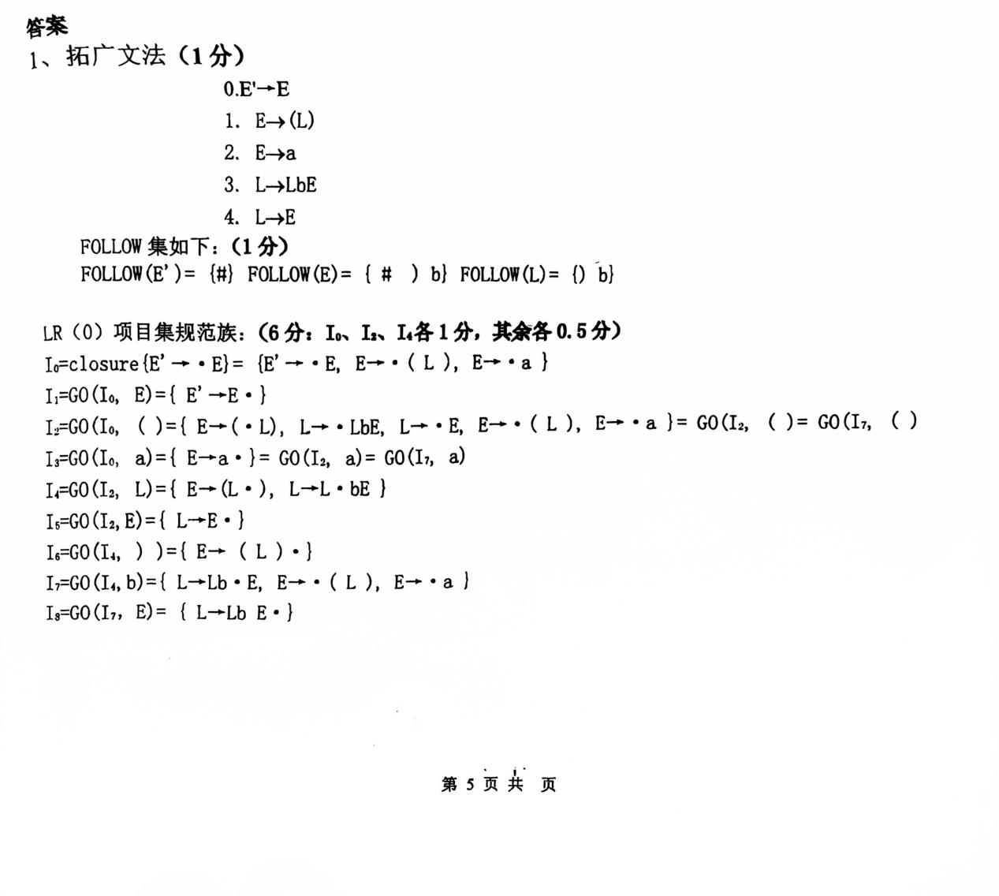 答案
1、拓广文法（1分）
0.E'→E
1. E→(L)
2. E→a
3. L→LbE
4. L→E
FOLLOW 集如下：（1分）
FOLLOW(E')= {#} FOLLOW(E)= { # ) b} FOLLOW(L)= {) b}
LR（0）项目集规范族：（6分：I₀、I₂、I₄各1分，其余各0.5分）
I₀=closure{E'→·E}= {E'→·E, E→·( L ), E→·a }
I₁=GO(I₀, E)={ E'→E·}
I₂=GO(I₀, ( )={ E→(·L), L→·LbE, L→·E, E→·( L ), E→·a }= GO(I₂, ( )= GO(I₇, ( )
I₃=GO(I₀, a)={ E→a·}= GO(I₂, a)= GO(I₇, a)
I₄=GO(I₂, L)={ E→(L·), L→L·bE }
I₅=GO(I₂,E)={ L→E·}
I₆=GO(I₄, ) )={ E→ ( L )·}
I₇=GO(I₄,b)={ L→Lb·E, E→·( L ), E→·a }
I₈=GO(I₇, E)= { L→Lb E·}
第 5 页 共 页